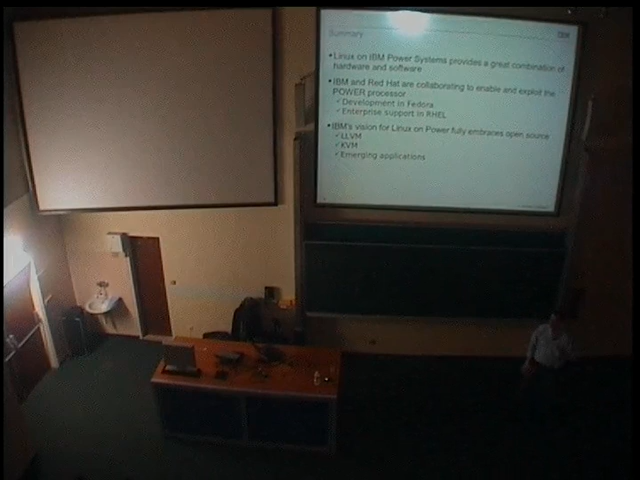 Summary
IBM
•Linux on IBM Power Systems provides a great combination of
hardware and software
•IBM and Red Hat are collaborating to enable and exploit the
POWER processor
✓Development in Fedora
✓Enterprise support in RHEL
•IBM's vision for Linux on Power fully embraces open source
✓LLVM
✓KVM
✓Emerging applications